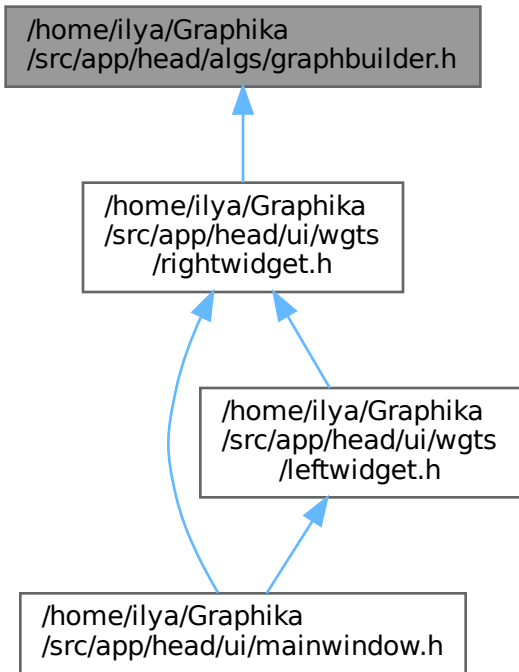 /home/ilya/Graphika
/src/app/head/algs/graphbuilder.h
/home/ilya/Graphika
/src/app/head/ui/wgts
/rightwidget.h
/home/ilya/Graphika
/src/app/head/ui/wgts
/leftwidget.h
/home/ilya/Graphika
/src/app/head/ui/mainwindow.h